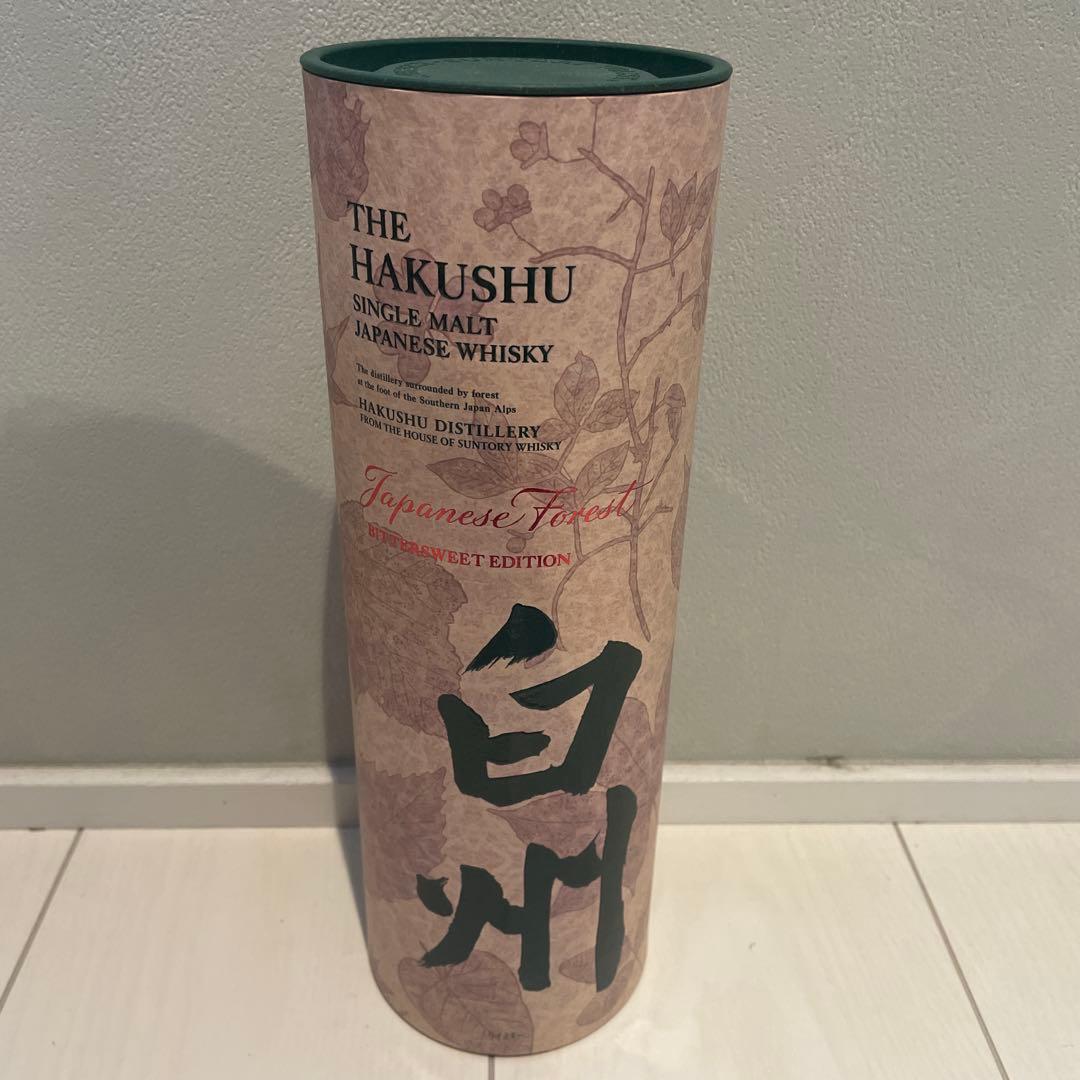 THE
HAKUSHU
SINGLE MALT
JAPANESE WHISKY
The distillery surrounded by forest
at the foot of the Southern Japan Alps
HAKUSHU DISTILLERY
FROM THE HOUSE OF SUNTORY WHISKY
Japanese Forest
BITTERSWEET EDITION
白
州